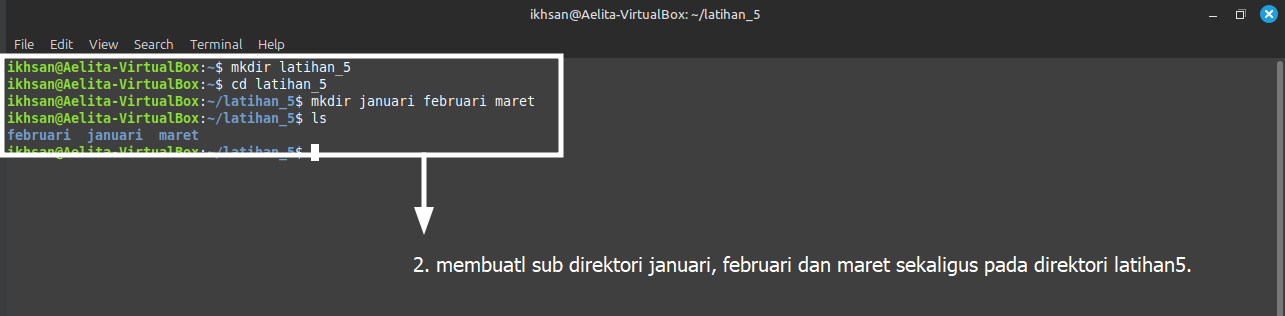 ikhsan@Aelita-VirtualBox: ~/latihan_5
File Edit View Search Terminal Help
ikhsan@Aelita-VirtualBox:~$ mkdir latihan_5
ikhsan@Aelita-VirtualBox:~$ cd latihan_5
ikhsan@Aelita-VirtualBox:~/latihan_5$ mkdir januari februari maret
ikhsan@Aelita-VirtualBox:~/latihan_5$ ls
februari januari maret
ikhsan@Aelita-VirtualBox:~/latihan_5$
2. membuatl sub direktori januari, februari dan maret sekaligus pada direktori latihan5.